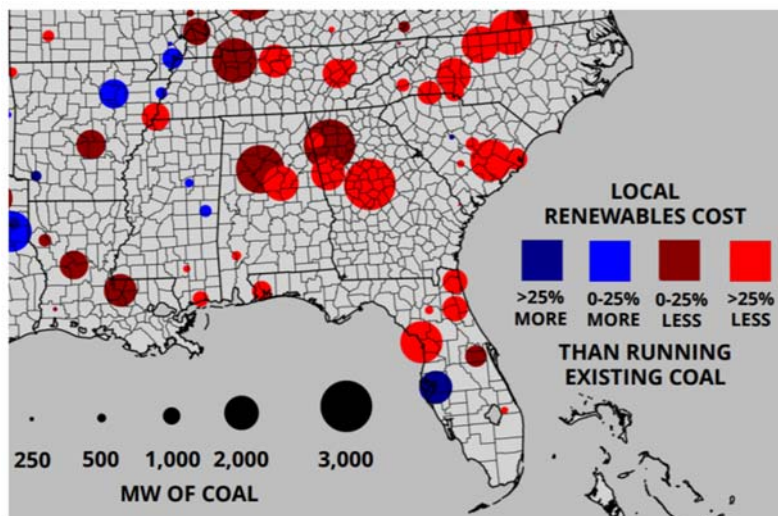 LOCAL
RENEWABLES COST
>25% 0-25% 0-25% >25%
MORE MORE LESS LESS
THAN RUNNING
EXISTING COAL
250 500 1,000 2,000 3,000
MW OF COAL